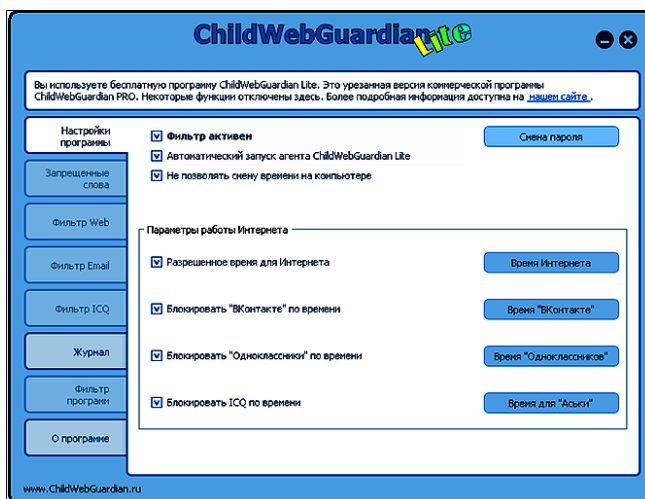 ChildWebGuardian Lite
Вы используете бесплатную программу ChildWebGuardian Lite. Это урезанная версия коммерческой программы
ChildWebGuardian PRO. Некоторые функции отключены здесь. Более подробная информация доступна на нашем сайте .
Настройки
программы
Запрещенные
слова
Фильтр Web
Фильтр Email
Фильтр ICQ
Журнал
Фильтр
программ
О программе
Фильтр активен
Смена пароля
Автоматический запуск агента ChildWebGuardian Lite
Не позволять смену времени на компьютере
Параметры работы Интернета
Разрешенное время для Интернета
Время Интернета
Блокировать "ВКонтакте" по времени
Время "ВКонтакте"
Блокировать "Одноклассники" по времени
Время "Одноклассников"
Блокировать ICQ по времени
Время для "Аськи"
www.ChildWebGuardian.ru